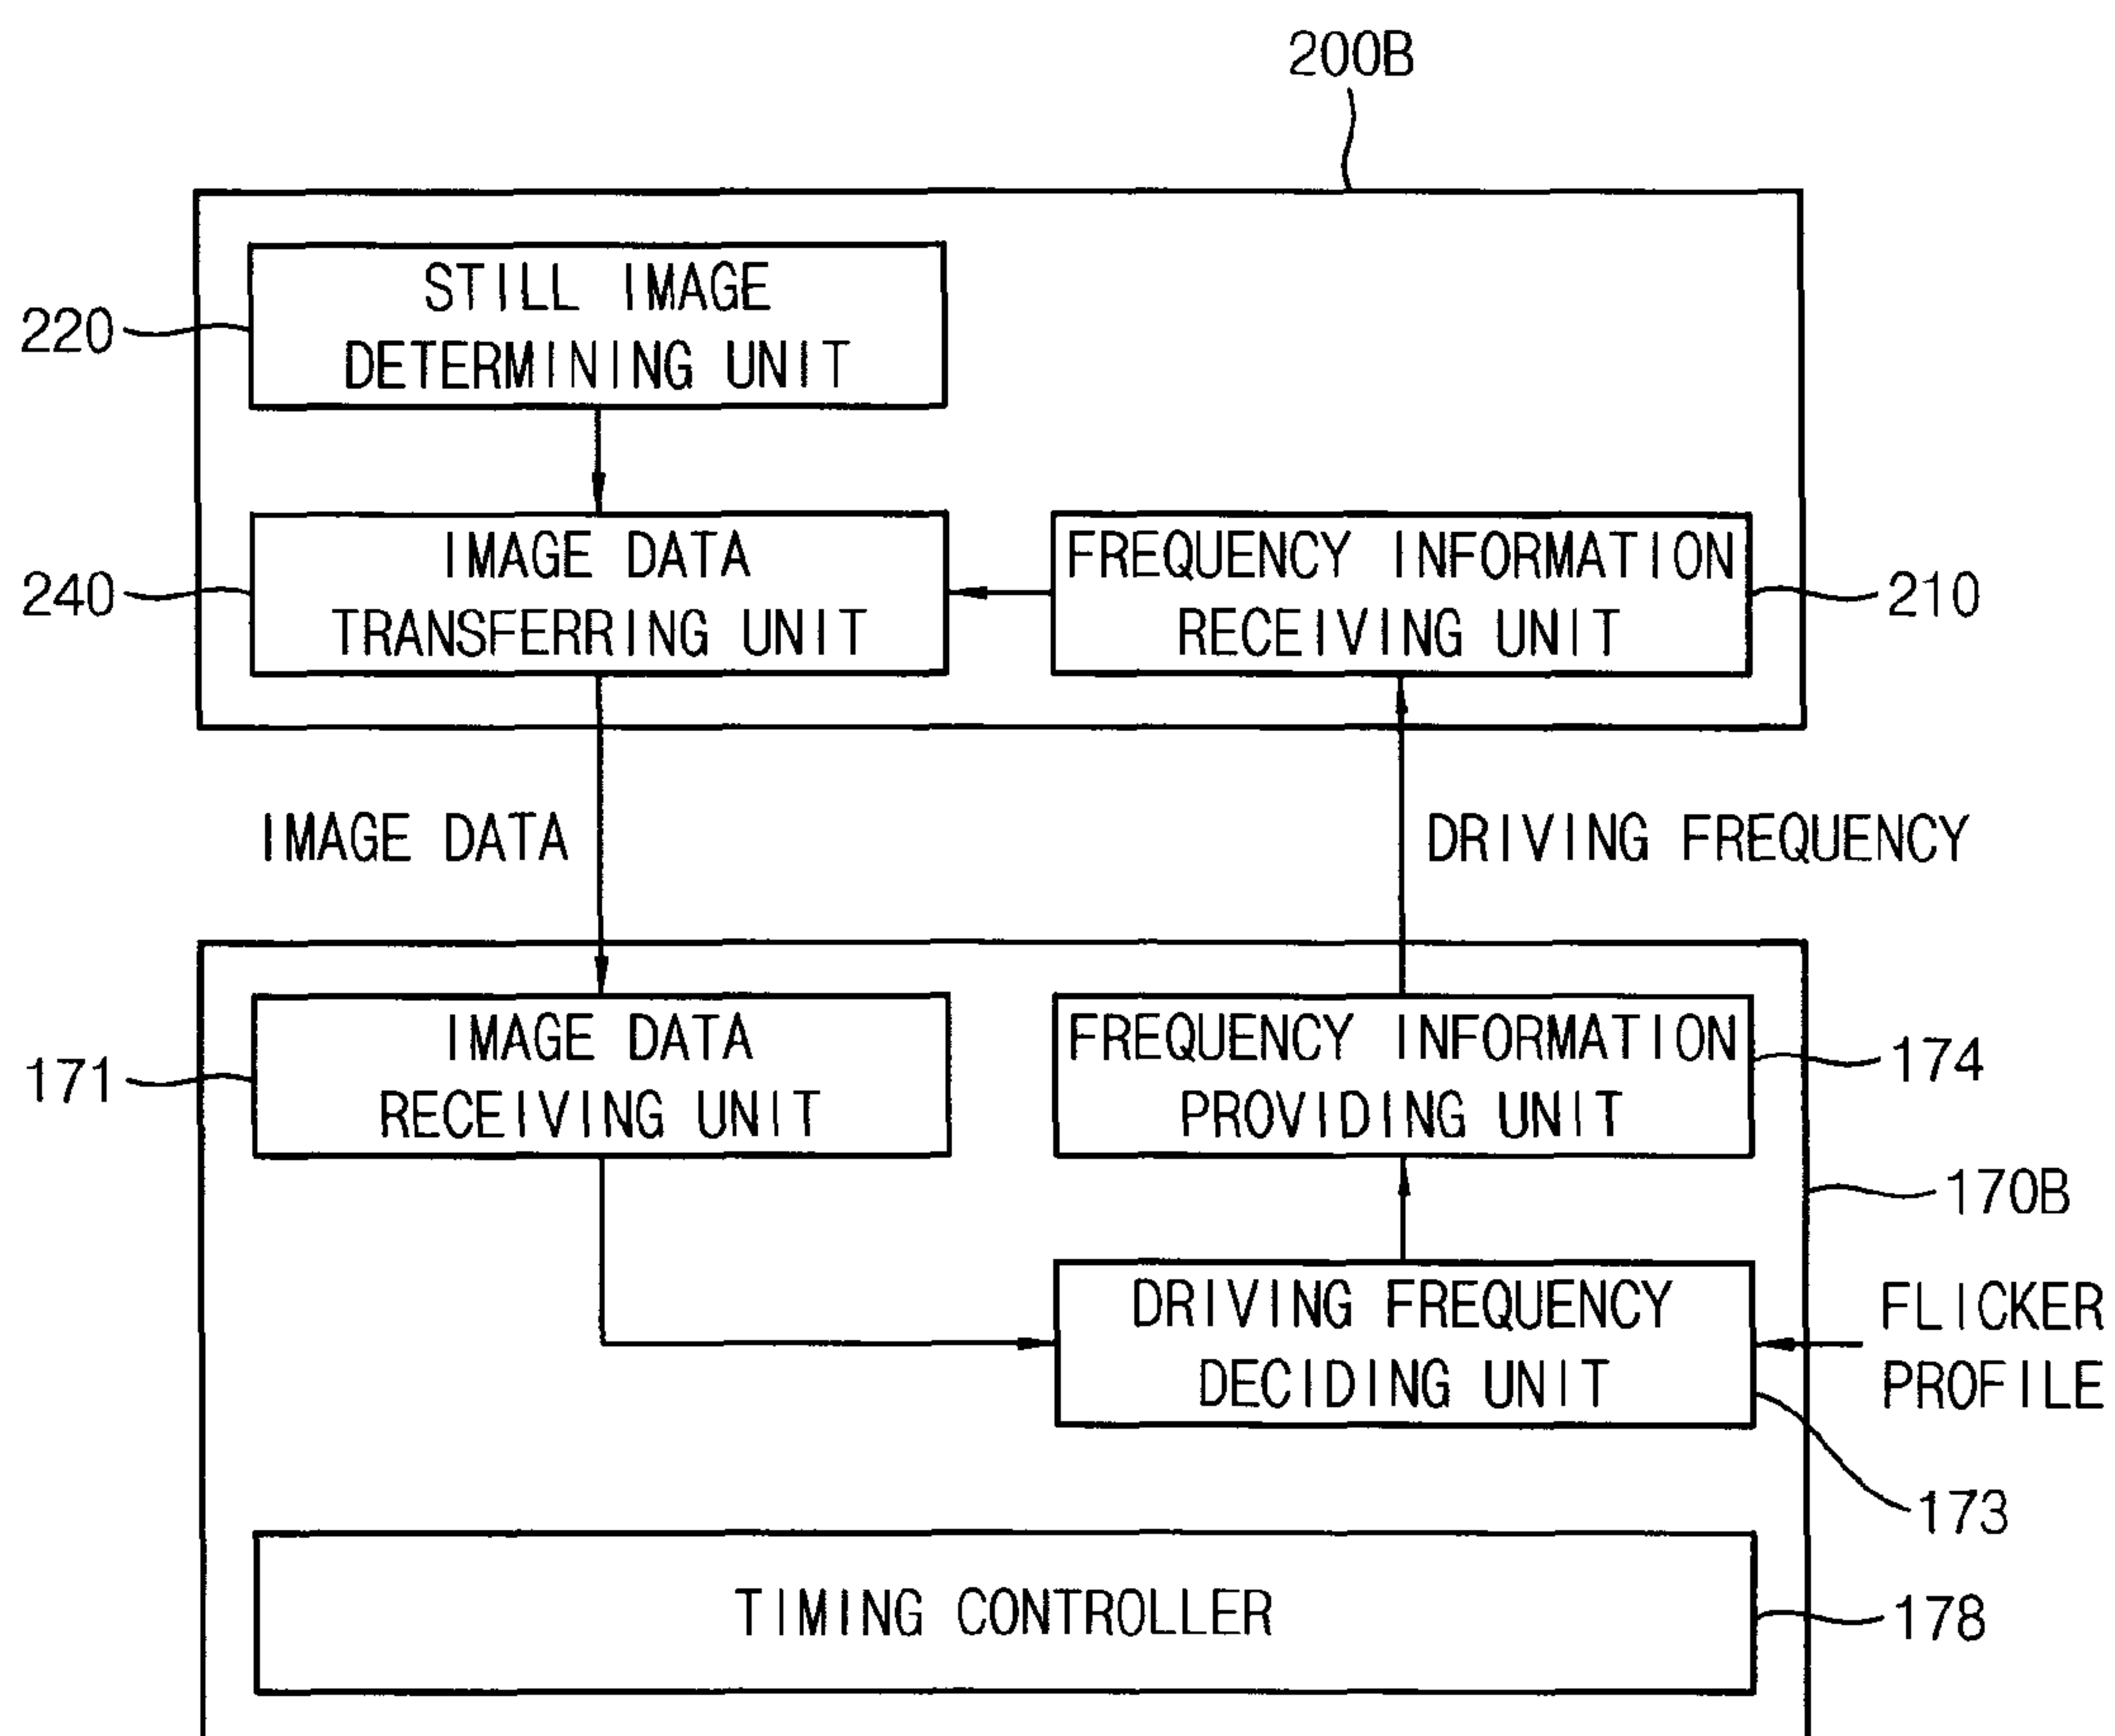 200B
STILL IMAGE
DETERMINING UNIT
220
IMAGE DATA
TRANSFERRING UNIT
240
FREQUENCY INFORMATION
RECEIVING UNIT
210
IMAGE DATA
DRIVING FREQUENCY
IMAGE DATA
RECEIVING UNIT
171
FREQUENCY INFORMATION
PROVIDING UNIT
174
170B
DRIVING FREQUENCY
DECIDING UNIT
FLICKER
PROFILE
173
TIMING CONTROLLER
178